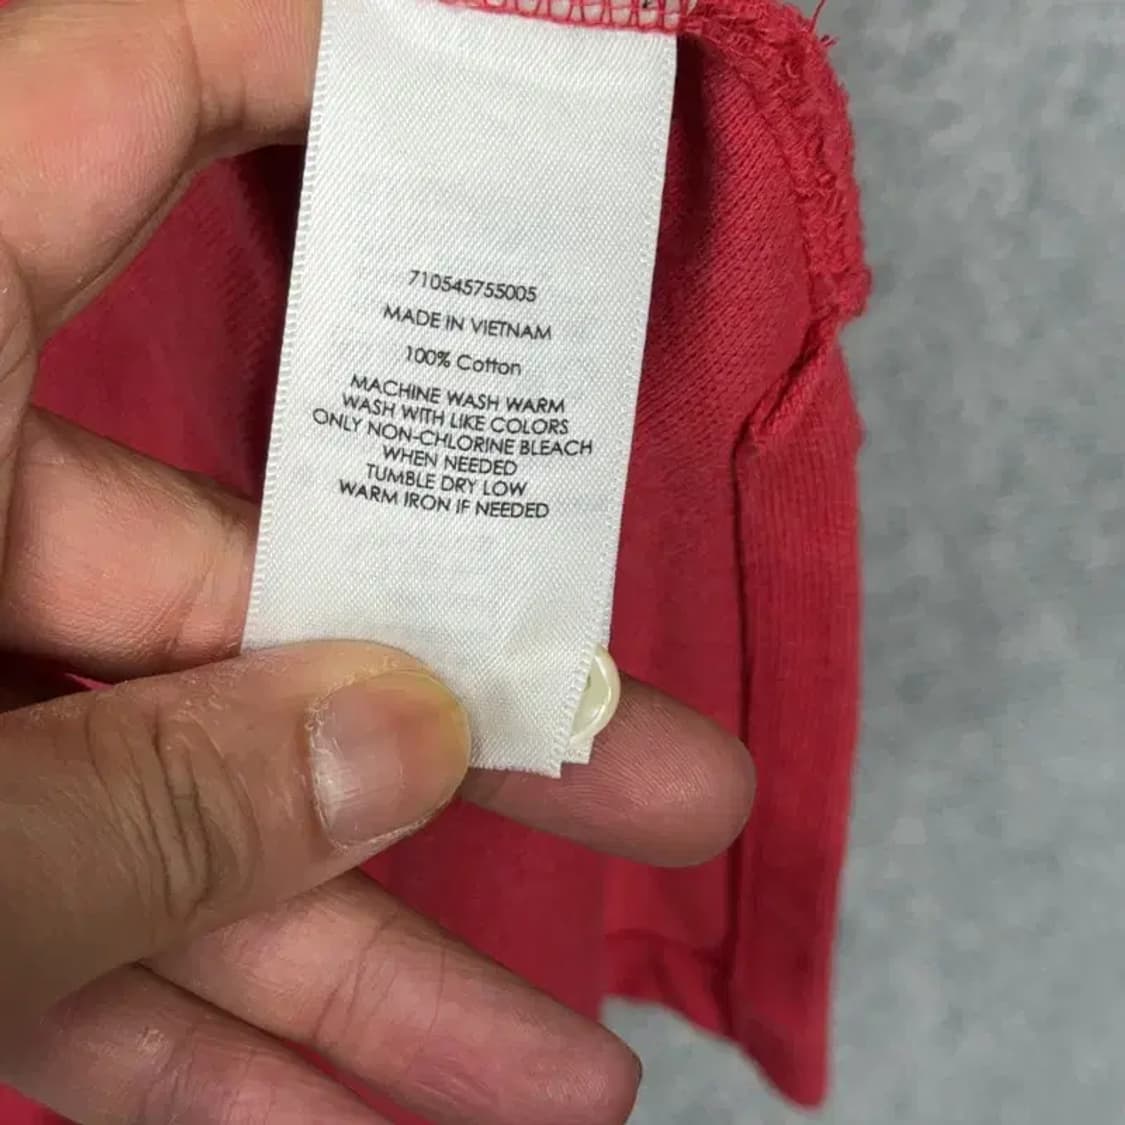 710545755005
MADE IN VIETNAM
100% Cotton
MACHINE WASH WARM
WASH WITH LIKE COLORS
ONLY NON-CHLORINE BLEACH
WHEN NEEDED
TUMBLE DRY LOW
WARM IRON IF NEEDED